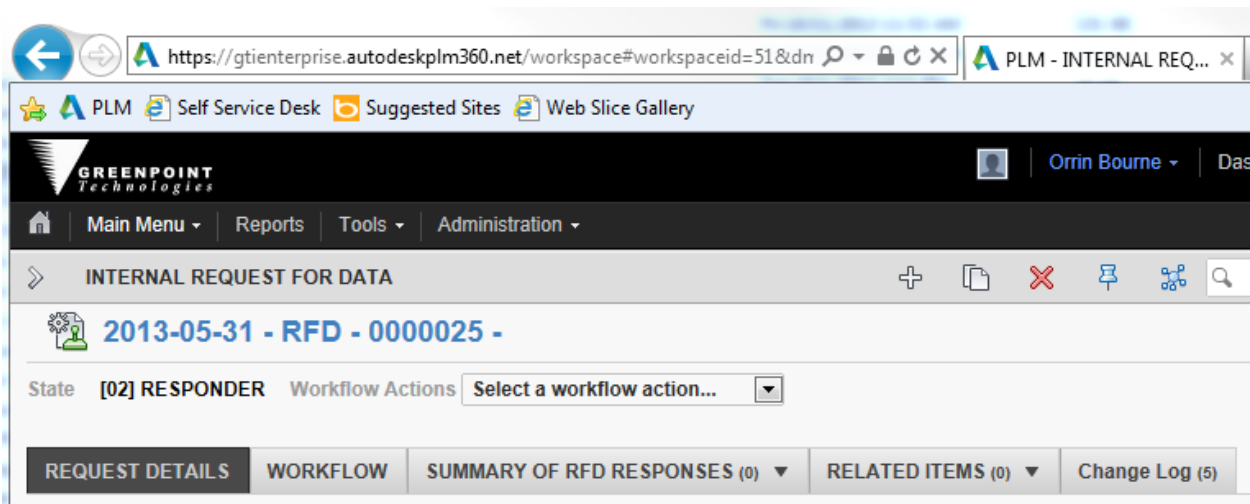 https://gtienterprise.autodeskplm360.net/workspace#workspaceid=51&dn PLM - INTERNAL REQ...
PLM Self Service Desk Suggested Sites Web Slice Gallery
GREENPOINT
Technologies
Orrin Bourne Das
Main Menu Reports Tools Administration
INTERNAL REQUEST FOR DATA
2013-05-31 - RFD - 0000025 -
State [02] RESPONDER Workflow Actions Select a workflow action...
REQUEST DETAILS WORKFLOW SUMMARY OF RFD RESPONSES (0) RELATED ITEMS (0) Change Log (5)